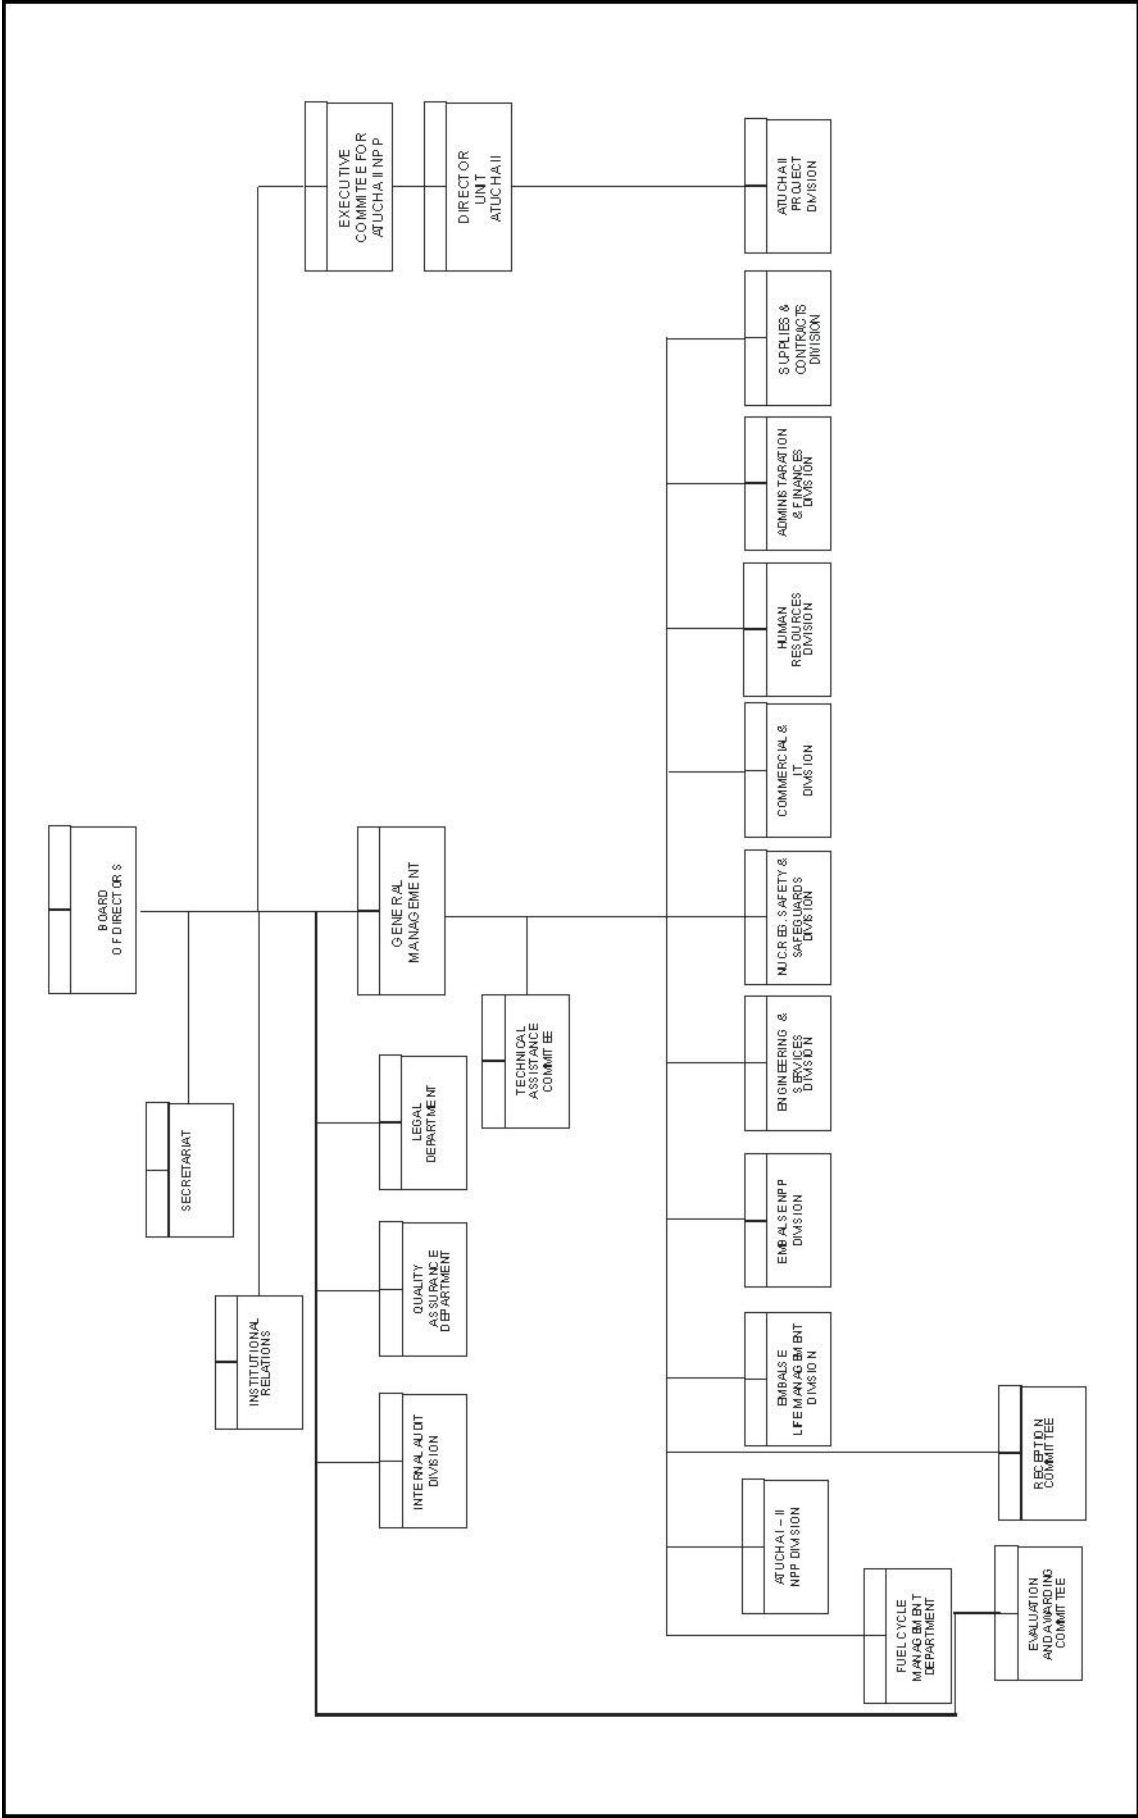 BOARD
OF DIRECTORS
SECRETARIAT
INSTITUTIONAL
RELATIONS
EXECUTIVE
COMMITEE FOR
ATUCHA II NPP
DIRECTOR
UNIT
ATUCHA II
GENERAL
MANAGEMENT
INTERNAL AUDIT
DIVISION
QUALITY
ASSURANCE
DEPARTMENT
LEGAL
DEPARTMENT
TECHNICAL
ASSISTANCE
COMMITEE
ATUCHA I – II
NPP DIVISION
EMBALSE
LIFE MANAGEMENT
DIVISION
EMBALSE NPP
DIVISION
ENGINEERING &
SERVICES
DIVISION
NUC.REG. SAFETY &
SAFEGUARDS
DIVISION
COMMERCIAL &
IT
DIVISION
HUMAN
RESOURCES
DIVISION
ADMINISTARATION
& FINANCES
DIVISION
SUPPLIES &
CONTRACTS
DIVISION
ATUCHA II
PROJECT
DIVISION
FUEL CYCLE
MANAGEMENT
DEPARTMENT
EVALUATION
AND AWARDING
COMMITTEE
RECEPTION
COMMITTEE